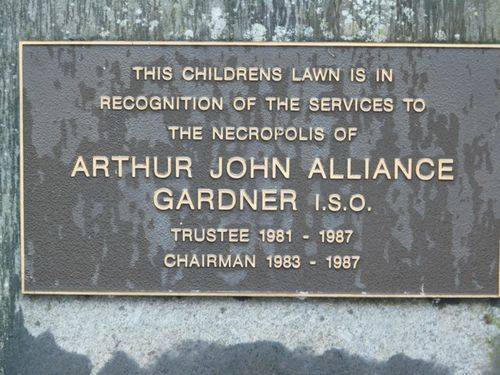 THIS CHILDRENS LAWN IS IN
RECOGNITION OF THE SERVICES TO
THE NECROPOLIS OF
ARTHUR JOHN ALLIANCE
GARDNER I.S.O.
TRUSTEE 1981 - 1987
CHAIRMAN 1983 - 1987